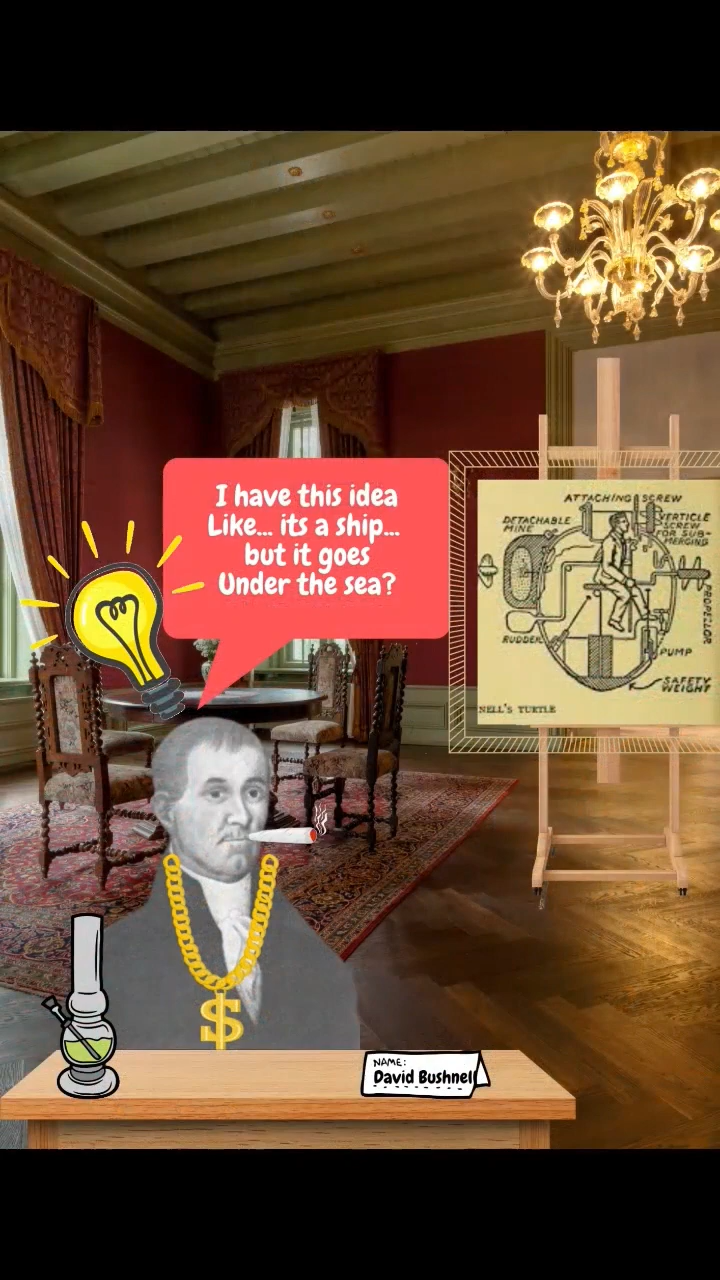 I have this idea
Like... its a ship...
but it goes
Under the sea?
ATTACHING SCREW
DETACHABLE
MINE
VERTICLE
SCREW
FOR SUB-
MERGING
PROPELLOR
RUDDER
PUMP
SAFETY
WEIGHT
NELL'S TURTLE
$
NAME:
David Bushnell